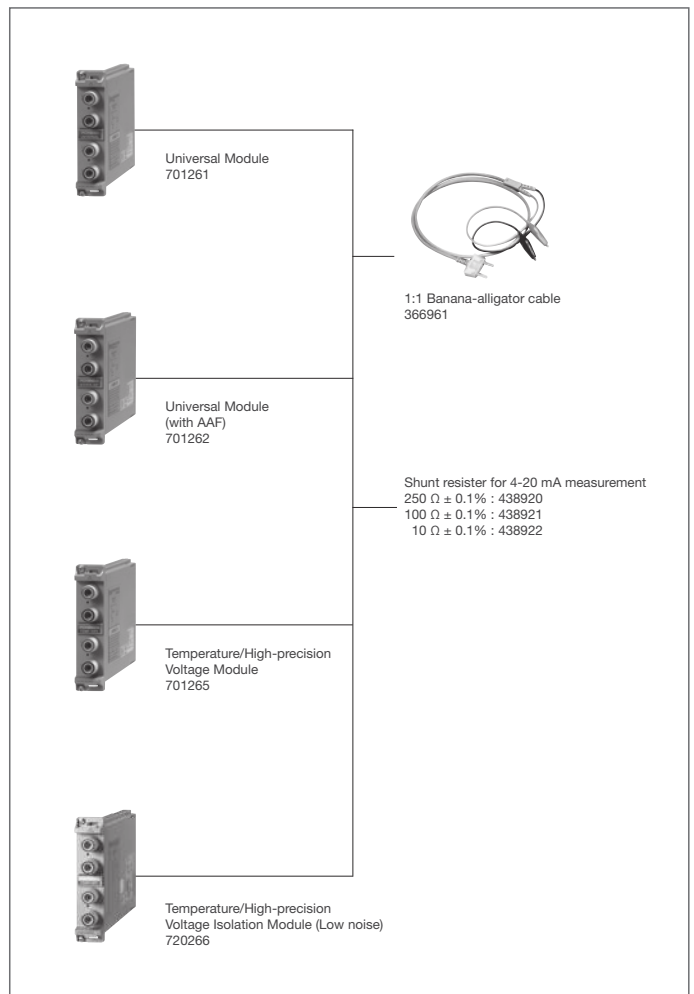 Universal Module
701261
1:1 Banana-alligator cable
366961
Universal Module
(with AAF)
701262
Shunt resister for 4-20 mA measurement
250 Ω ± 0.1% : 438920
100 Ω ± 0.1% : 438921
10 Ω ± 0.1% : 438922
Temperature/High-precision
Voltage Module
701265
Temperature/High-precision
Voltage Isolation Module (Low noise)
720266